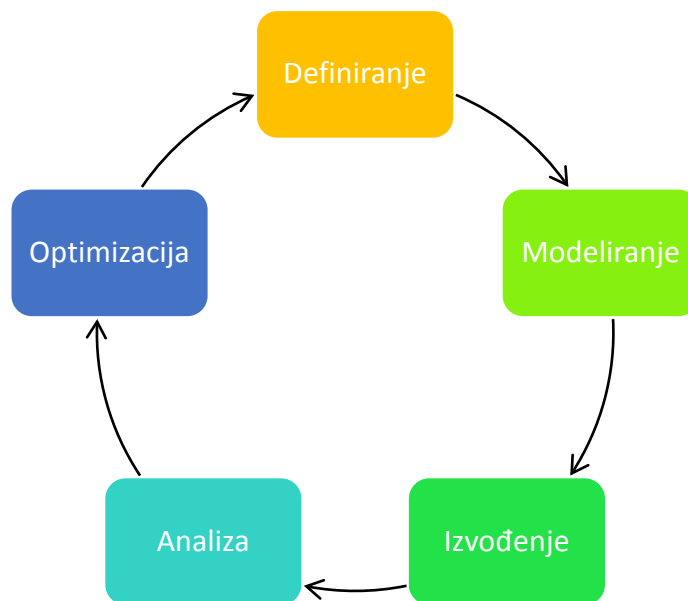 Definiranje
Modeliranje
Izvođenje
Analiza
Optimizacija